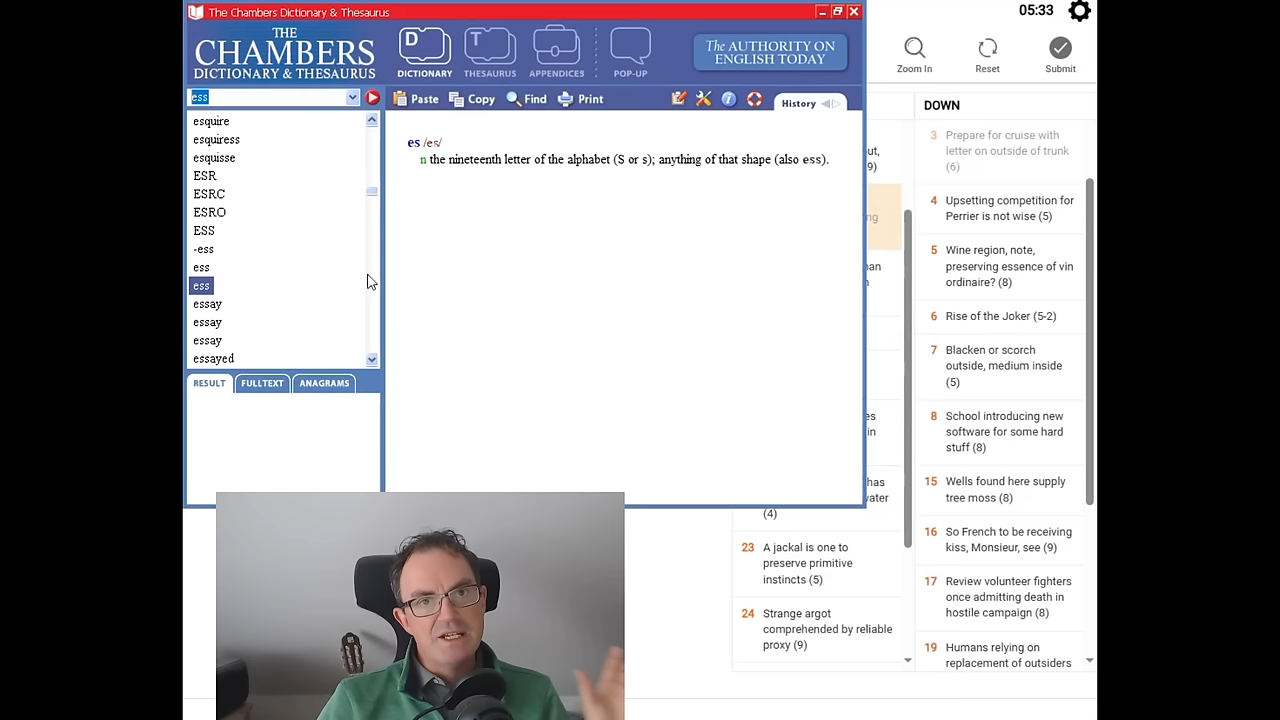 The Chambers Dictionary & Thesaurus
05:33
THE
CHAMBERS
DICTIONARY & THESAURUS
D
DICTIONARY
T
THESAURUS
APPENDICES
POP-UP
The AUTHORITY ON
ENGLISH TODAY
Zoom In
Reset
Submit
ess
Paste
Copy
Find
Print
History
esquire
esquiress
esquisse
ESR
ESRC
ESRO
ESS
-ess
ess
ess
essay
essay
essay
essayed
RESULT
FULLTEXT
ANAGRAMS
es /es/
n the nineteenth letter of the alphabet (S or s); anything of that shape (also ess).
ut,
9)
ng
nan
es
in
has
vater
(4)
23 A jackal is one to
preserve primitive
instincts (5)
24 Strange argot
comprehended by reliable
proxy (9)
DOWN
3 Prepare for cruise with
letter on outside of trunk
(6)
4 Upsetting competition for
Perrier is not wise (5)
5 Wine region, note,
preserving essence of vin
ordinaire? (8)
6 Rise of the Joker (5-2)
7 Blacken or scorch
outside, medium inside
(5)
8 School introducing new
software for some hard
stuff (8)
15 Wells found here supply
tree moss (8)
16 So French to be receiving
kiss, Monsieur, see (9)
17 Review volunteer fighters
once admitting death in
hostile campaign (8)
19 Humans relying on
replacement of outsiders